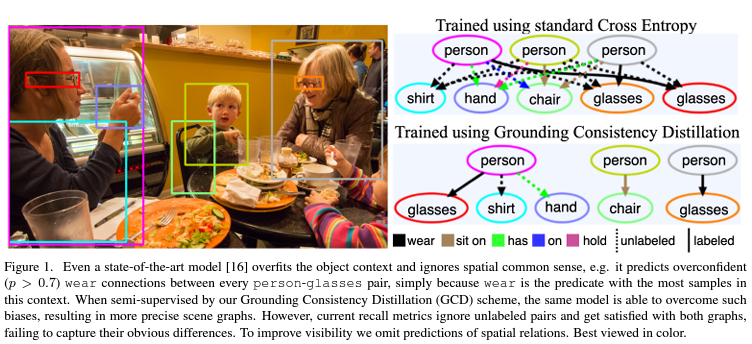 Trained using standard Cross Entropy
person person person
shirt hand chair glasses glasses
Trained using Grounding Consistency Distillation
person person person
glasses shirt hand chair glasses
wear sit on has on hold unlabeled labeled
Figure 1. Even a state-of-the-art model [16] overfits the object context and ignores spatial common sense, e.g. it predicts overconfident
(p > 0.7) wear connections between every person-glasses pair, simply because wear is the predicate with the most samples in
this context. When semi-supervised by our Grounding Consistency Distillation (GCD) scheme, the same model is able to overcome such
biases, resulting in more precise scene graphs. However, current recall metrics ignore unlabeled pairs and get satisfied with both graphs,
failing to capture their obvious differences. To improve visibility we omit predictions of spatial relations. Best viewed in color.